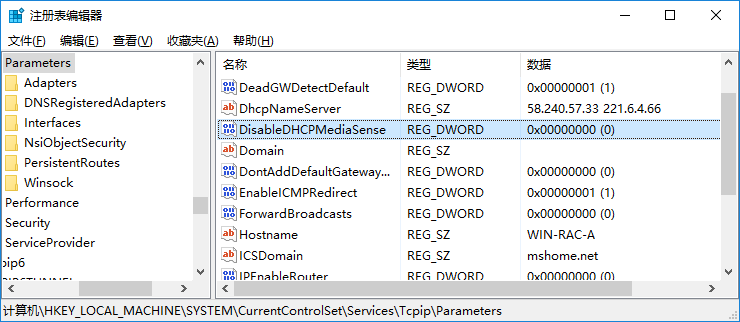 注册表编辑器
文件(F) 编辑(E) 查看(V) 收藏夹(A) 帮助(H)
Parameters
Adapters
DNSRegisteredAdapters
Interfaces
NsiObjectSecurity
PersistentRoutes
Winsock
Performance
Security
ServiceProvider
pip6
名称 类型 数据
DeadGWDetectDefault REG_DWORD 0x00000001 (1)
DhcpNameServer REG_SZ 58.240.57.33 221.6.4.66
DisableDHCPMediaSense REG_DWORD 0x00000000 (0)
Domain REG_SZ
DontAddDefaultGateway... REG_DWORD 0x00000000 (0)
EnableICMPRedirect REG_DWORD 0x00000001 (1)
ForwardBroadcasts REG_DWORD 0x00000000 (0)
Hostname REG_SZ WIN-RAC-A
ICSDomain REG_SZ mshome.net
IPEnableRouter REG_DWORD 0x00000000 (0)
计算机\HKEY_LOCAL_MACHINE\SYSTEM\CurrentControlSet\Services\Tcpip\Parameters